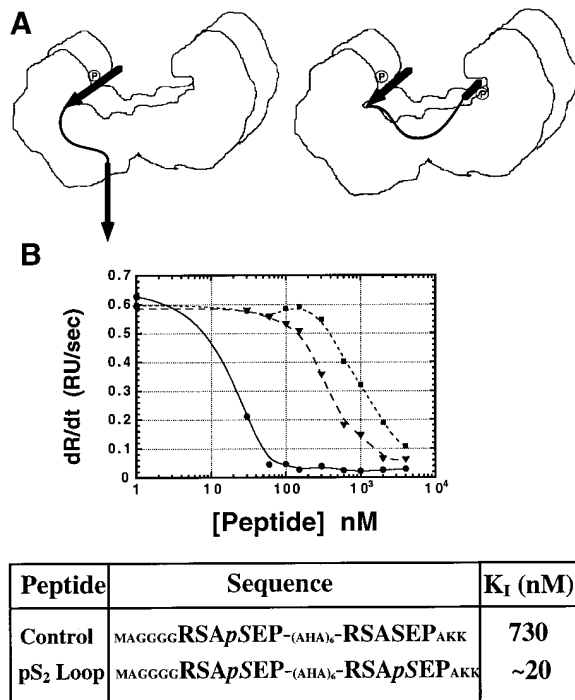 A
P
P
P
B
dR/dt (RU/sec)
0.7
0.6
0.5
0.4
0.3
0.2
0.1
0
1 10 100 10³ 10⁴
[Peptide] nM
Peptide Sequence K_I (nM)
Control MAGGGGRSApSEP-(AHA)₆-RSASEPAKK 730
pS₂ Loop MAGGGGRSApSEP-(AHA)₆-RSApSEPAKK ~20